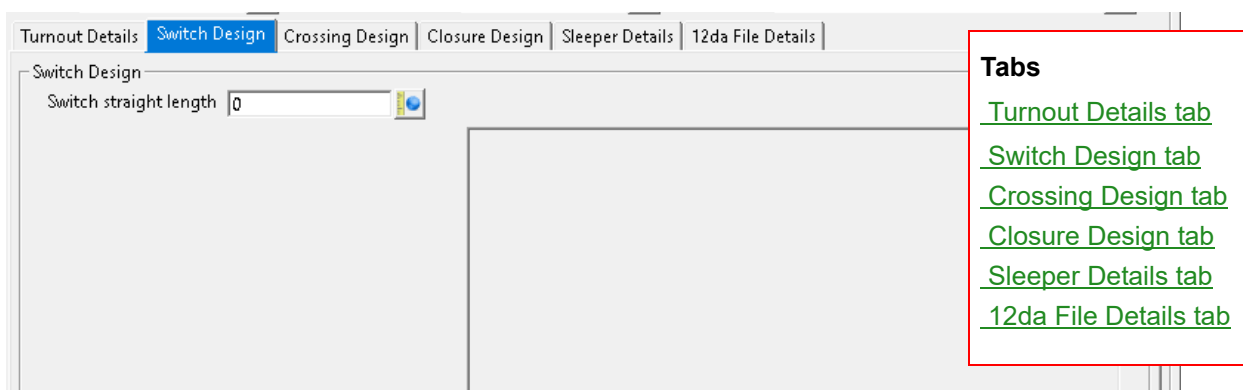 Turnout Details Switch Design Crossing Design Closure Design Sleeper Details 12da File Details
Switch Design
Switch straight length 0
Tabs
Turnout Details tab
Switch Design tab
Crossing Design tab
Closure Design tab
Sleeper Details tab
12da File Details tab